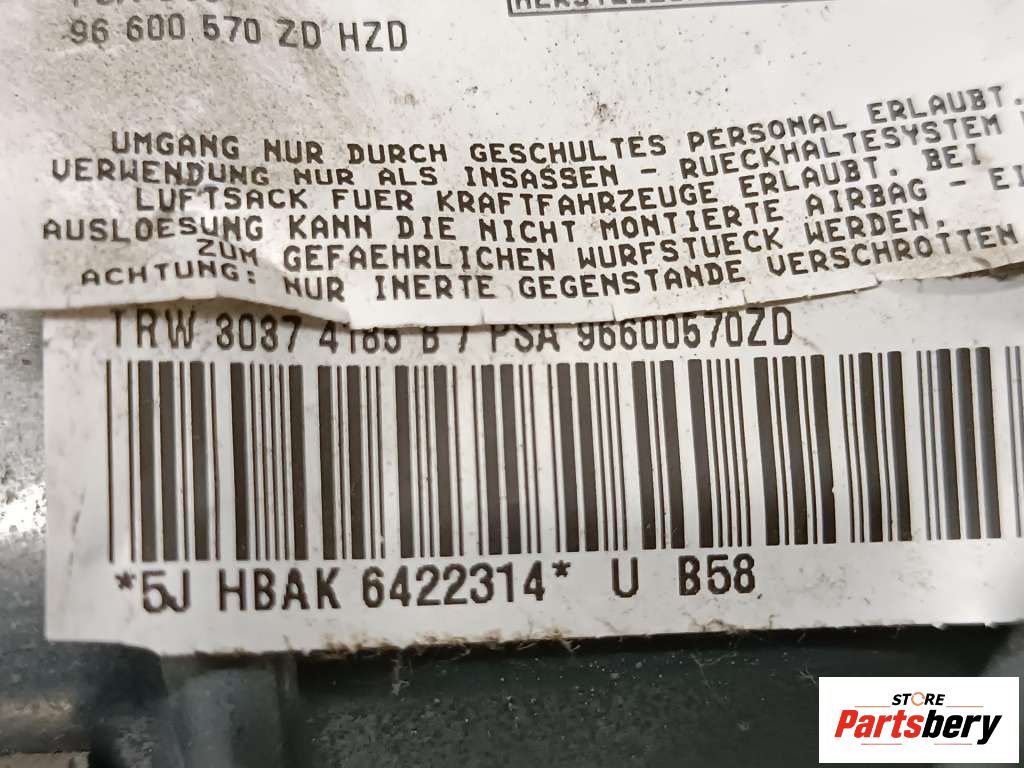 96 600 570 ZD HZD
UMGANG NUR DURCH GESCHULTES PERSONAL ERLAUBT.
VERWENDUNG NUR ALS INSASSEN - RUECKHALTESYSTEM
LUFTSACK FUER KRAFTFAHRZEUGE ERLAUBT. BEI
AUSLOESUNG KANN DIE NICHT MONTIERTE AIRBAG - EI
ZUM GEFAEHRLICHEN WURFSTUECK WERDEN.
ACHTUNG: NUR INERTE GEGENSTANDE VERSCHROTTEN
TRW 3037 4185 B / PSA 96600570ZD
*5J HBAK 6422314* U B58
STORE
Partsbery